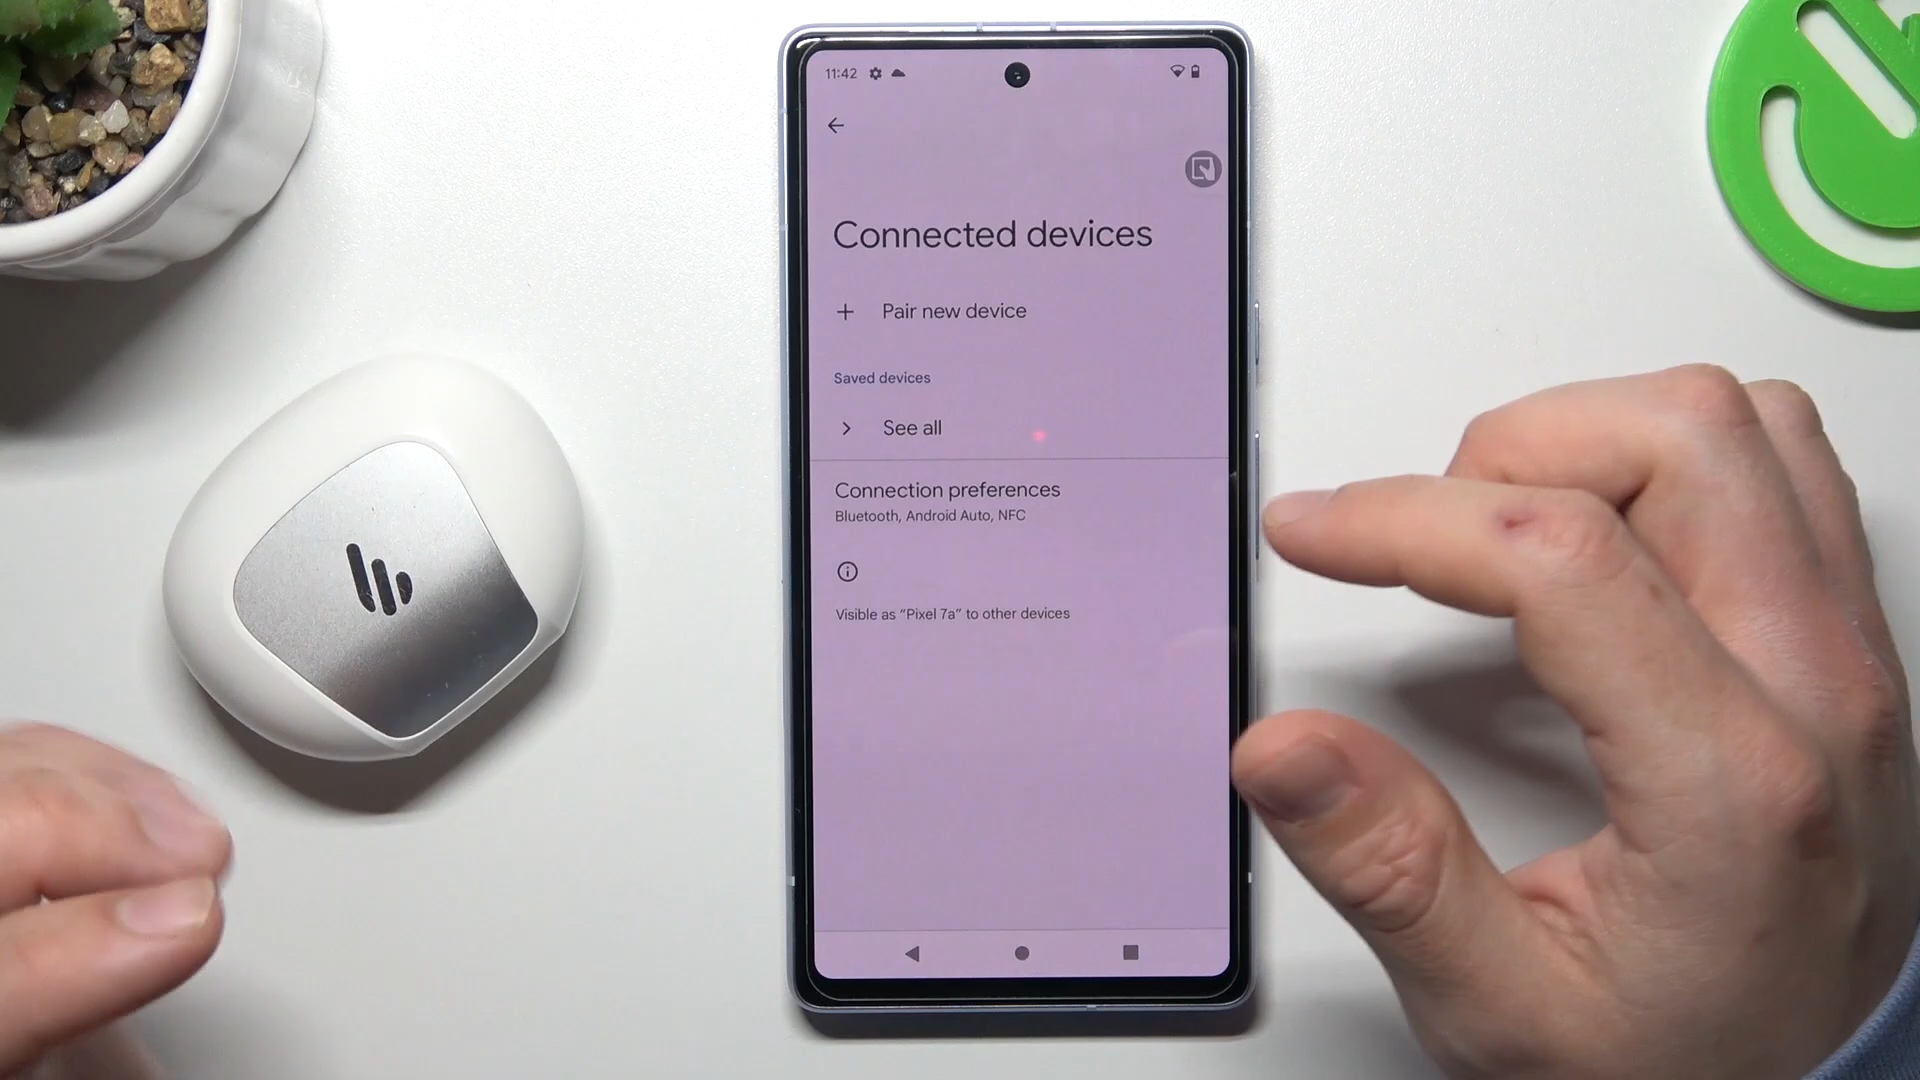 11:42
Connected devices
Pair new device
Saved devices
See all
Connection preferences
Bluetooth, Android Auto, NFC
Visible as “Pixel 7a” to other devices